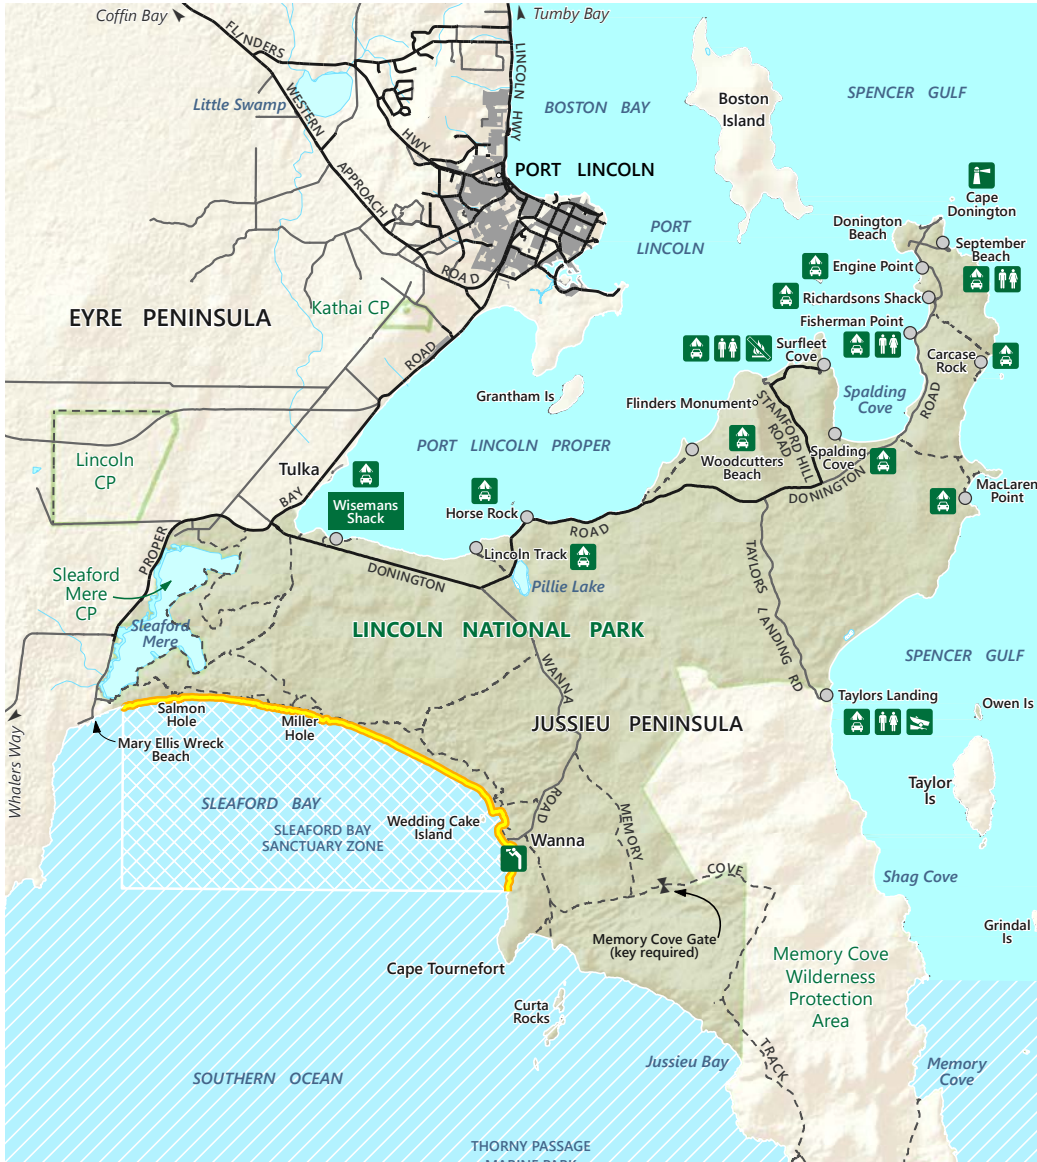 Coffin Bay
Tumby Bay
FLINDERS
HWY
LINCOLN HWY
WESTERN
APPROACH
ROAD
Little Swamp
BOSTON BAY
Boston
Island
SPENCER GULF
PORT LINCOLN
PORT
LINCOLN
Cape
Donington
Donington
Beach
September
Beach
Engine Point
Richardsons Shack
Fisherman Point
Surfleet
Cove
Carcase
Rock
Kathai CP
EYRE PENINSULA
ROAD
ROAD
Grantham Is
Spalding
Cove
Flinders Monument
STAMFORD HILL
ROAD
PORT LINCOLN PROPER
Lincoln
CP
Tulka
BAY
Woodcutters
Beach
Spalding
Cove
DONINGTON
MacLaren
Point
Wisemans
Shack
Horse Rock
ROAD
PROPER
Lincoln Track
DONINGTON
Pillie Lake
TAYLORS LANDING RD
Sleaford
Mere
CP
Sleaford
Mere
LINCOLN NATIONAL PARK
WANNA
SPENCER GULF
Taylors Landing
Owen Is
Salmon
Hole
Miller
Hole
JUSSIEU PENINSULA
Mary Ellis Wreck
Beach
Whalers Way
Taylor
Is
SLEAFORD BAY
SLEAFORD BAY
SANCTUARY ZONE
Wedding Cake
Island
ROAD
Wanna
MEMORY
COVE
Shag Cove
Grindal
Is
Memory Cove Gate
(key required)
Memory Cove
Wilderness
Protection
Area
Cape Tournefort
Curta
Rocks
Jussieu Bay
TRACK
Memory
Cove
SOUTHERN OCEAN
THORNY PASSAGE
MARINE PARK